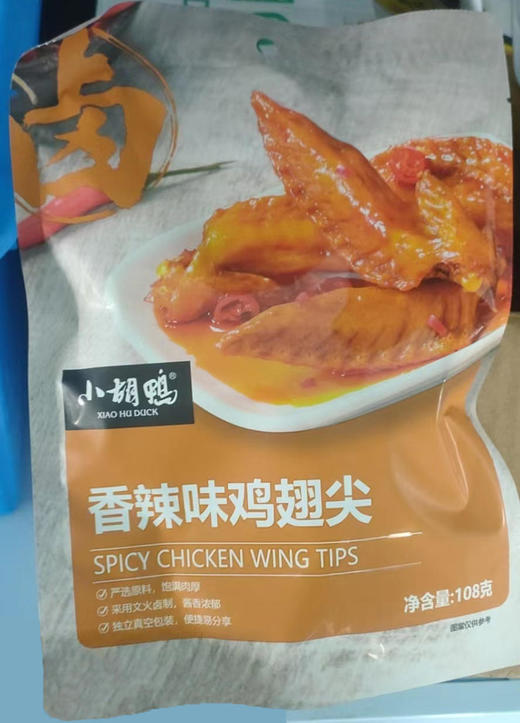 卤
小胡鸭®
XIAO HU DUCK
香辣味鸡翅尖
SPICY CHICKEN WING TIPS
严选原料，饱满肉厚
采用文火卤制，酱香浓郁
独立真空包装，便捷易分享
净含量:108克
图案仅供参考